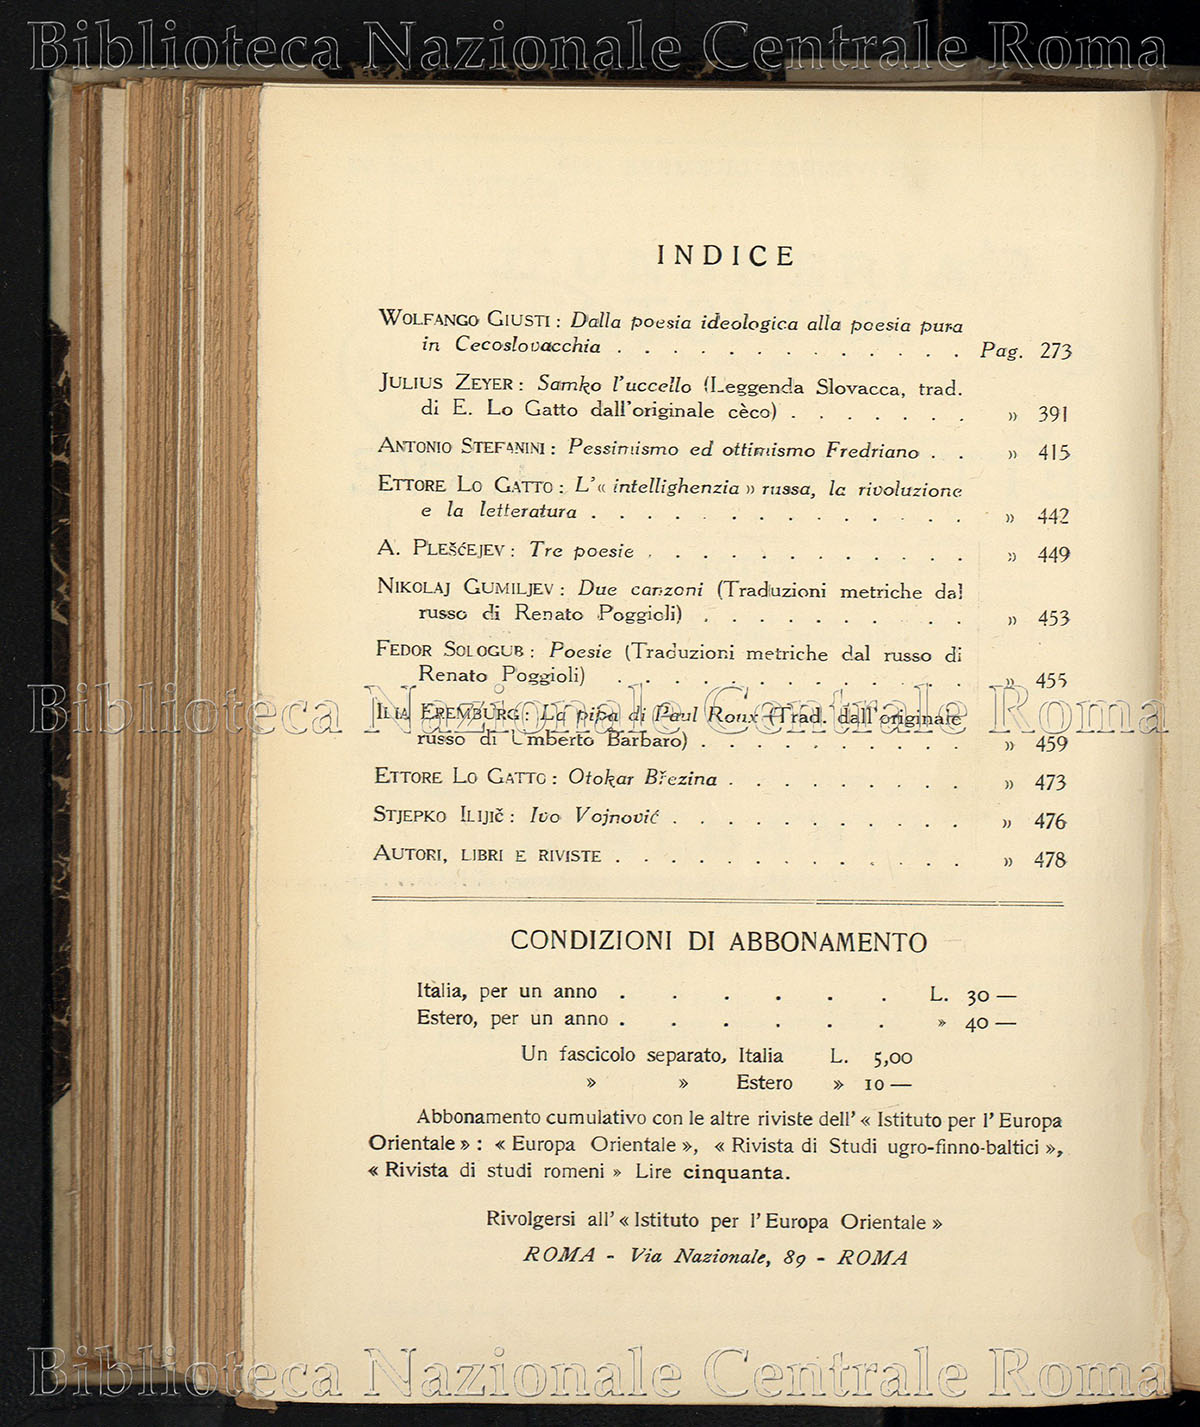 Biblioteca Nazionale Centrale Roma
INDICE
WOLFANGO GIUSTI: Dalla poesia ideologica alla poesia pura
in Cecoslovacchia . . . . . . . . . . . . . Pag. 273
JULIUS ZEYER: Samko l'uccello (Leggenda Slovacca, trad.
di E. Lo Gatto dall'originale cèco) . . . . . . . » 391
ANTONIO STEFANINI: Pessimismo ed ottimismo Fredriano . . » 415
ETTORE LO GATTO: L'« intellighenzia » russa, la rivoluzione
e la letteratura . . . . . . . . . . . . . . » 442
A. PLEŠĆEJEV: Tre poesie . . . . . . . . . . . . » 449
NIKOLAJ GUMILJEV: Due canzoni (Traduzioni metriche dal
russo di Renato Poggioli) . . . . . . . . . . » 453
FEDOR SOLOGUB: Poesie (Traduzioni metriche dal russo di
Renato Poggioli) . . . . . . . . . . . . . » 455
Biblioteca Nazionale Centrale Roma
ILIA EREMBURG: La pipa di Paul Roux (Trad. dall'originale
russo di Umberto Barbaro) . . . . . . . . . . » 459
ETTORE LO GATTO: Otokar Březina . . . . . . . . . » 473
STJEPKO ILIJIČ: Ivo Vojnović . . . . . . . . . . . » 476
AUTORI, LIBRI E RIVISTE . . . . . . . . . . . . . » 478
CONDIZIONI DI ABBONAMENTO
Italia, per un anno . . . . . . L. 30 —
Estero, per un anno . . . . . . » 40 —
Un fascicolo separato, Italia L. 5,00
» » Estero » 10 —
Abbonamento cumulativo con le altre riviste dell' « Istituto per l'Europa
Orientale » : « Europa Orientale », « Rivista di Studi ugro-finno-baltici »,
« Rivista di studi romeni » Lire cinquanta.
Rivolgersi all' « Istituto per l'Europa Orientale »
ROMA - Via Nazionale, 89 - ROMA
Biblioteca Nazionale Centrale Roma